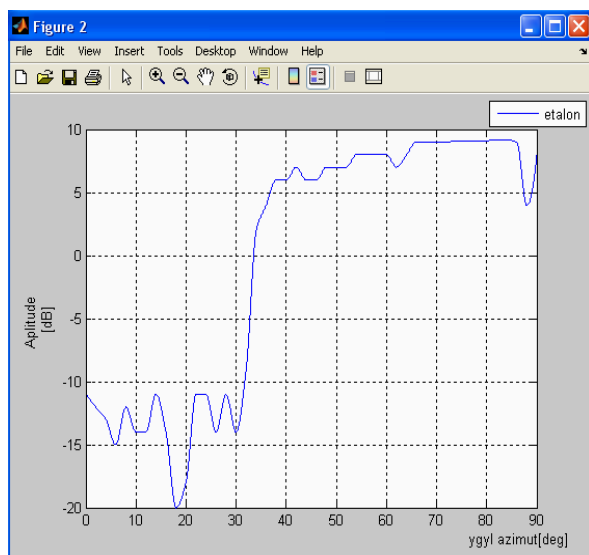 Figure 2
File Edit View Insert Tools Desktop Window Help
etalon
10
5
0
-5
-10
-15
-20
Aplitude
[dB]
0 10 20 30 40 50 60 70 80 90
ygyl azimut[deg]